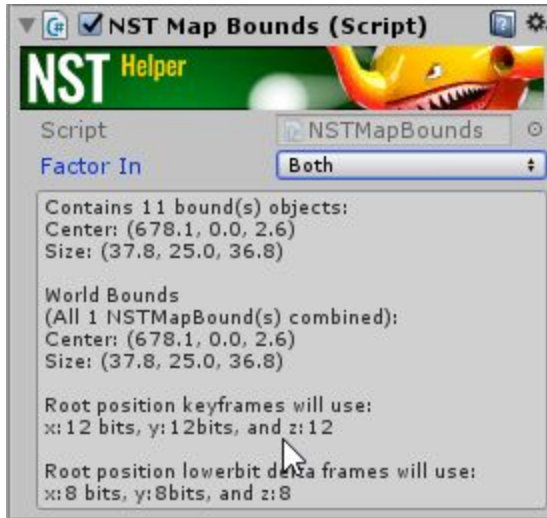 NST Map Bounds (Script)
NST Helper
Script NSTMapBounds
Factor In Both
Contains 11 bound(s) objects:
Center: (678.1, 0.0, 2.6)
Size: (37.8, 25.0, 36.8)
World Bounds
(All 1 NSTMapBound(s) combined):
Center: (678.1, 0.0, 2.6)
Size: (37.8, 25.0, 36.8)
Root position keyframes will use:
x:12 bits, y:12bits, and z:12
Root position lowerbit delta frames will use:
x:8 bits, y:8bits, and z:8